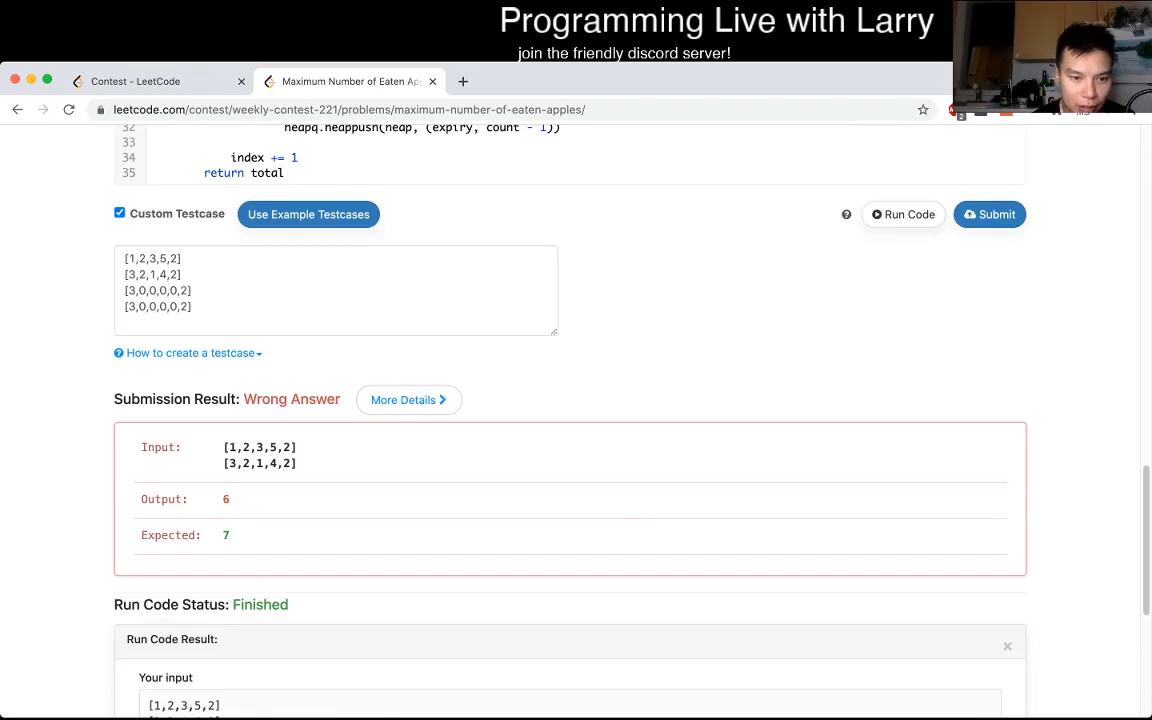 Programming Live with Larry
join the friendly discord server!
Contest - LeetCode
Maximum Number of Eaten Ap
leetcode.com/contest/weekly-contest-221/problems/maximum-number-of-eaten-apples/
2
32 heapq.heappush(heap, (expiry, count - 1))
33
34 index += 1
35 return total
Custom Testcase
Use Example Testcases
Run Code
Submit
[1,2,3,5,2]
[3,2,1,4,2]
[3,0,0,0,0,2]
[3,0,0,0,0,2]
How to create a testcase
Submission Result: Wrong Answer
More Details
Input: [1,2,3,5,2]
[3,2,1,4,2]
Output: 6
Expected: 7
Run Code Status: Finished
Run Code Result:
Your input
[1,2,3,5,2]